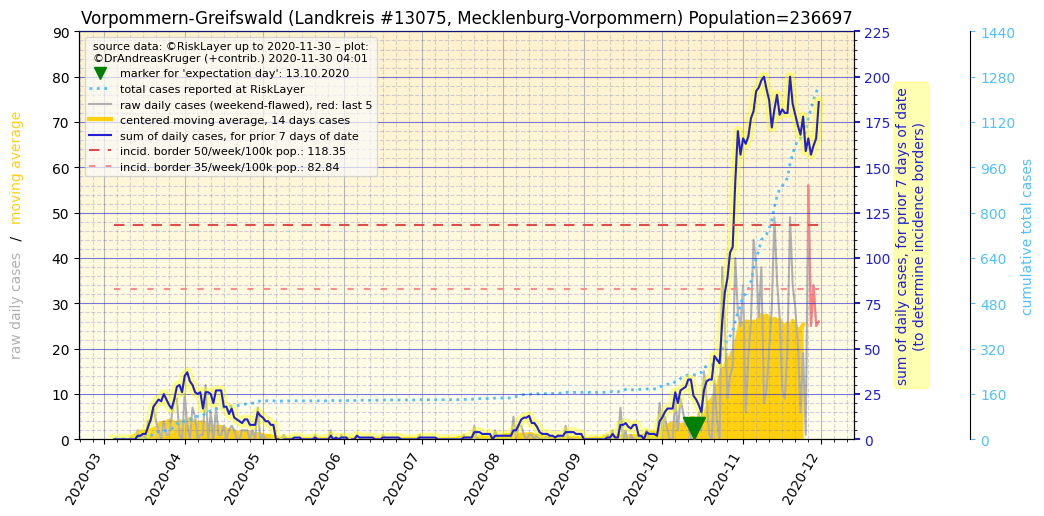 Vorpommern-Greifswald (Landkreis #13075, Mecklenburg-Vorpommern) Population=236697
source data: ©RiskLayer up to 2020-11-30 – plot:
©DrAndreasKruger (+contrib.) 2020-11-30 04:01
marker for 'expectation day': 13.10.2020
total cases reported at RiskLayer
raw daily cases (weekend-flawed), red: last 5
centered moving average, 14 days cases
sum of daily cases, for prior 7 days of date
incid. border 50/week/100k pop.: 118.35
incid. border 35/week/100k pop.: 82.84
raw daily cases / moving average
90
80
70
60
50
40
30
20
10
0
2020-03
2020-04
2020-05
2020-06
2020-07
2020-08
2020-09
2020-10
2020-11
2020-12
225
200
175
150
125
100
75
50
25
0
sum of daily cases, for prior 7 days of date
(to determine incidence borders)
1440
1280
1120
960
800
640
480
320
160
0
cumulative total cases